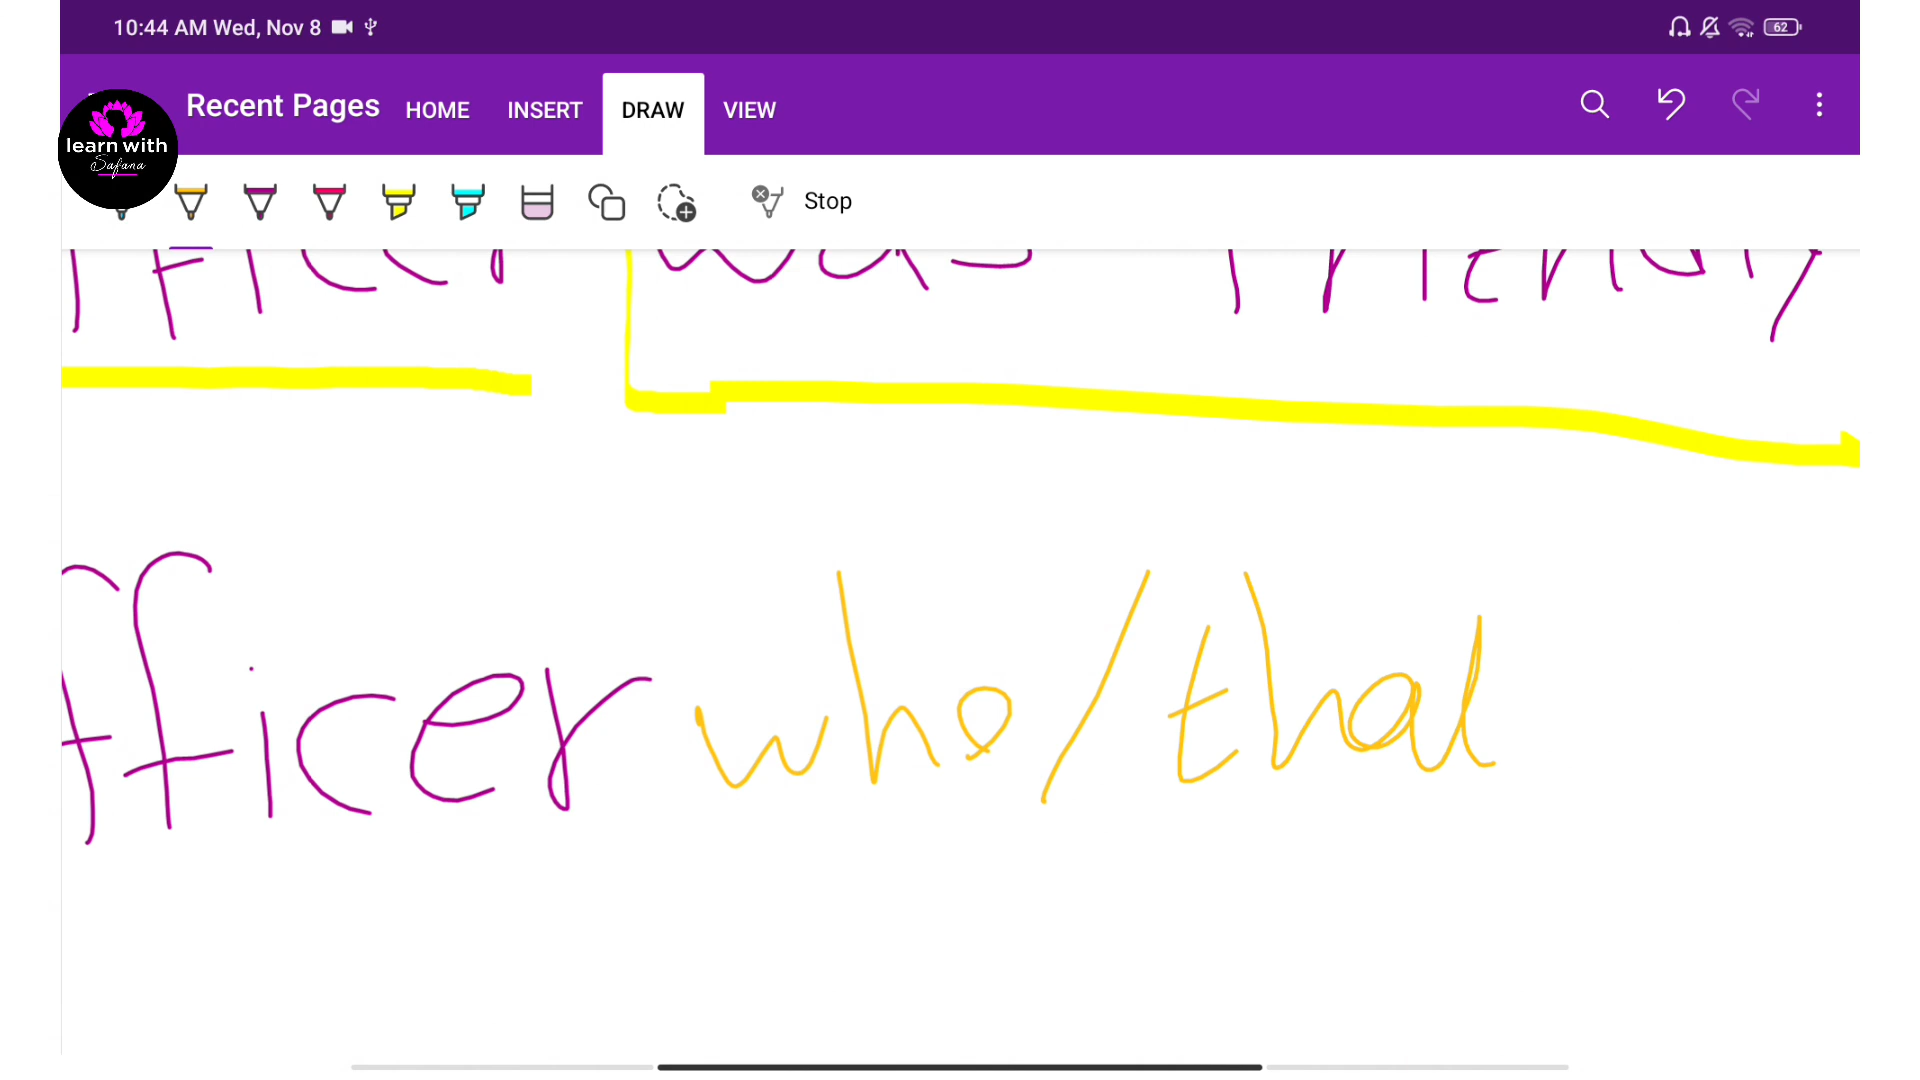 10:44 AM Wed, Nov 8
62
Recent Pages HOME INSERT DRAW VIEW
learn with
Safana
Stop
fficer was friendly
fficer who/that